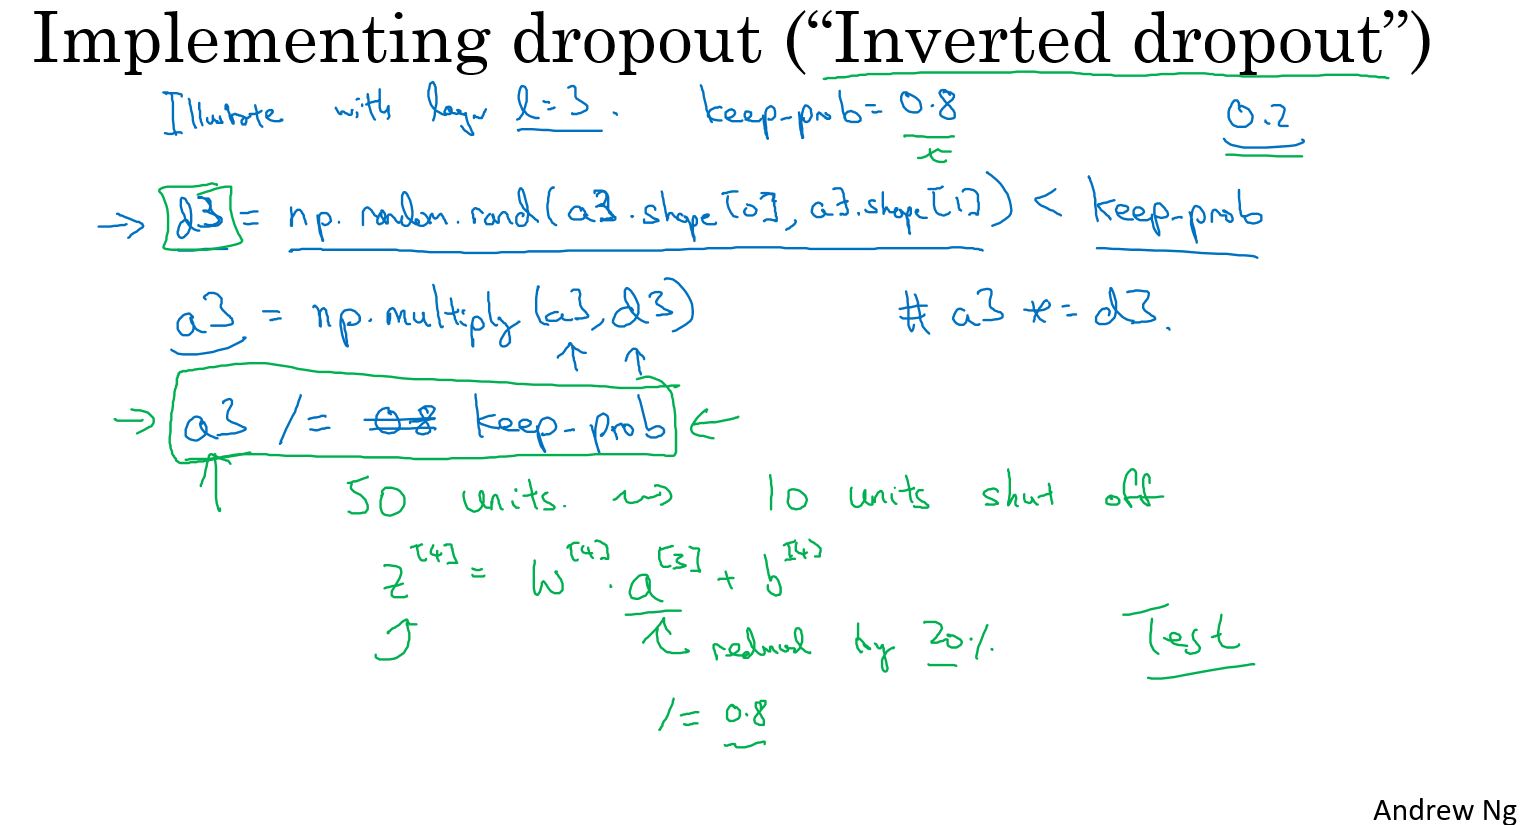 Implementing dropout (“Inverted dropout”)
Illustrate with layer l=3. keep-prob= 0.8 0.2
→ d3 = np.random.rand(a3.shape[0], a3.shape[1]) < keep-prob
a3 = np.multiply(a3, d3) # a3 *= d3.
→ a3 /= 0.8 keep-prob ←
50 units. ⇝ 10 units shut off
z[4] = W[4] . a[3] + b[4]
reduced by 20% Test
/= 0.8
Andrew Ng